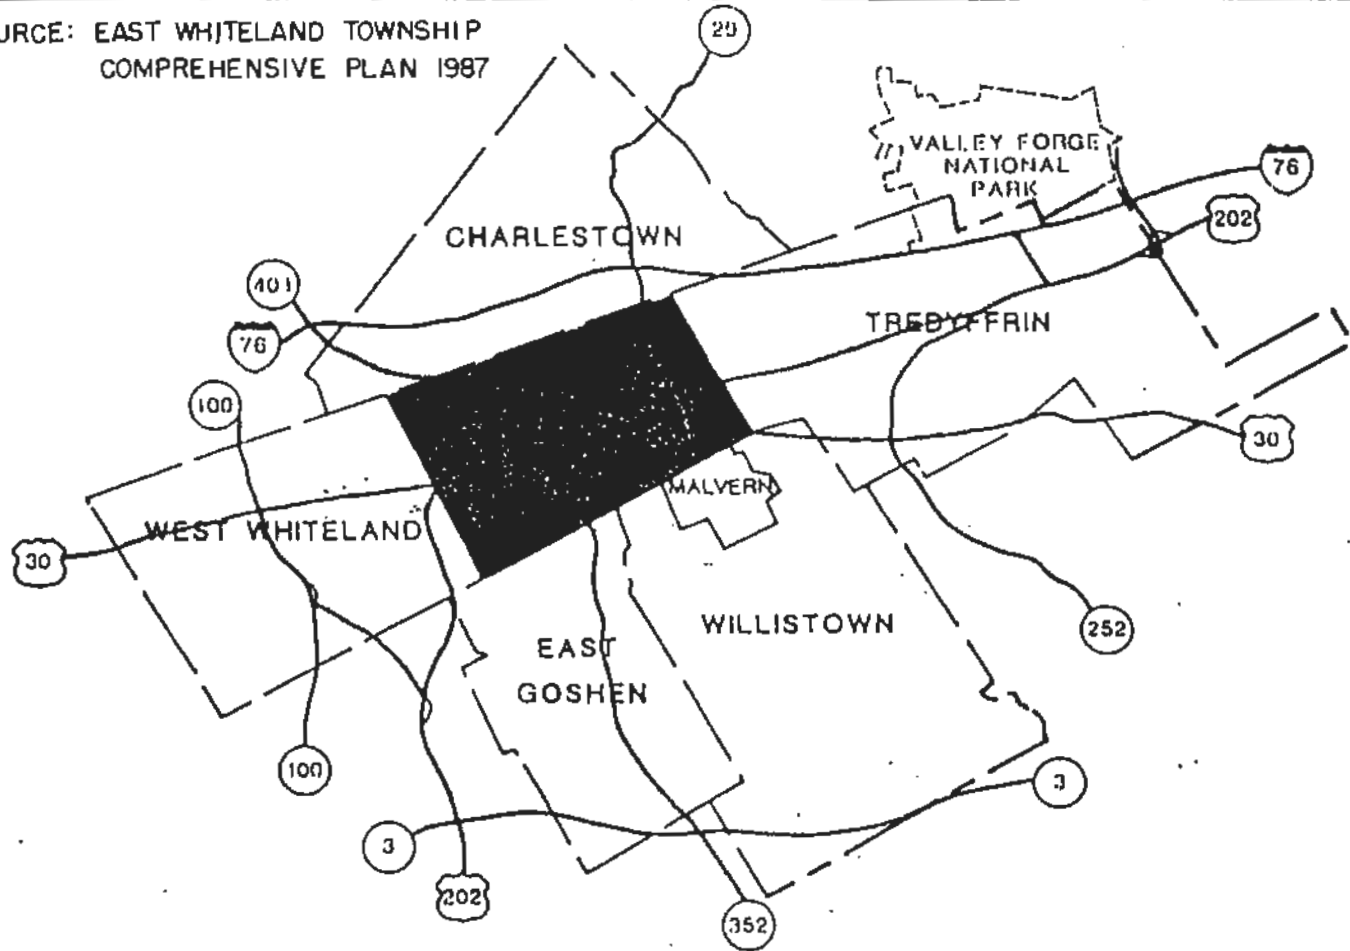 URCE: EAST WHITELAND TOWNSHIP
COMPREHENSIVE PLAN 1987
29
VALLEY FORGE
NATIONAL
PARK
76
202
CHARLESTOWN
401
76
TREDYFFRIN
100
30
MALVERN
WEST WHITELAND
30
WILLISTOWN
252
EAST
GOSHEN
100
3
3
202
352